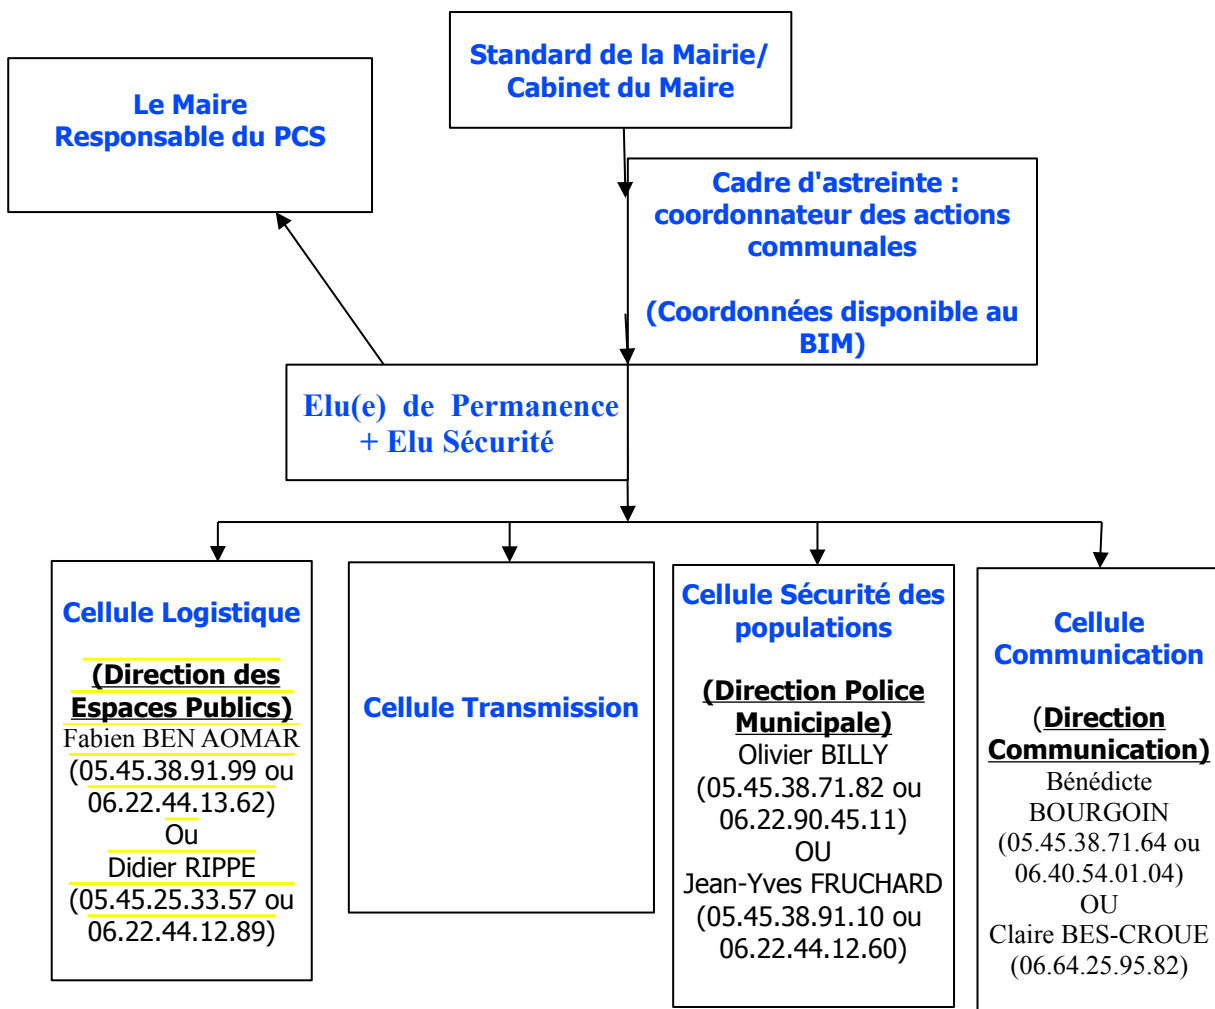 Standard de la Mairie/
Cabinet du Maire
Le Maire
Responsable du PCS
Cadre d'astreinte :
coordonnateur des actions
communales
(Coordonnées disponible au
BIM)
Elu(e) de Permanence
+ Elu Sécurité
Cellule Logistique
(Direction des
Espaces Publics)
Fabien BEN AOMAR
(05.45.38.91.99 ou
06.22.44.13.62)
Ou
Didier RIPPE
(05.45.25.33.57 ou
06.22.44.12.89)
Cellule Transmission
Cellule Sécurité des
populations
(Direction Police
Municipale)
Olivier BILLY
(05.45.38.71.82 ou
06.22.90.45.11)
OU
Jean-Yves FRUCHARD
(05.45.38.91.10 ou
06.22.44.12.60)
Cellule
Communication
(Direction
Communication)
Bénédicte
BOURGOIN
(05.45.38.71.64 ou
06.40.54.01.04)
OU
Claire BES-CROUE
(06.64.25.95.82)